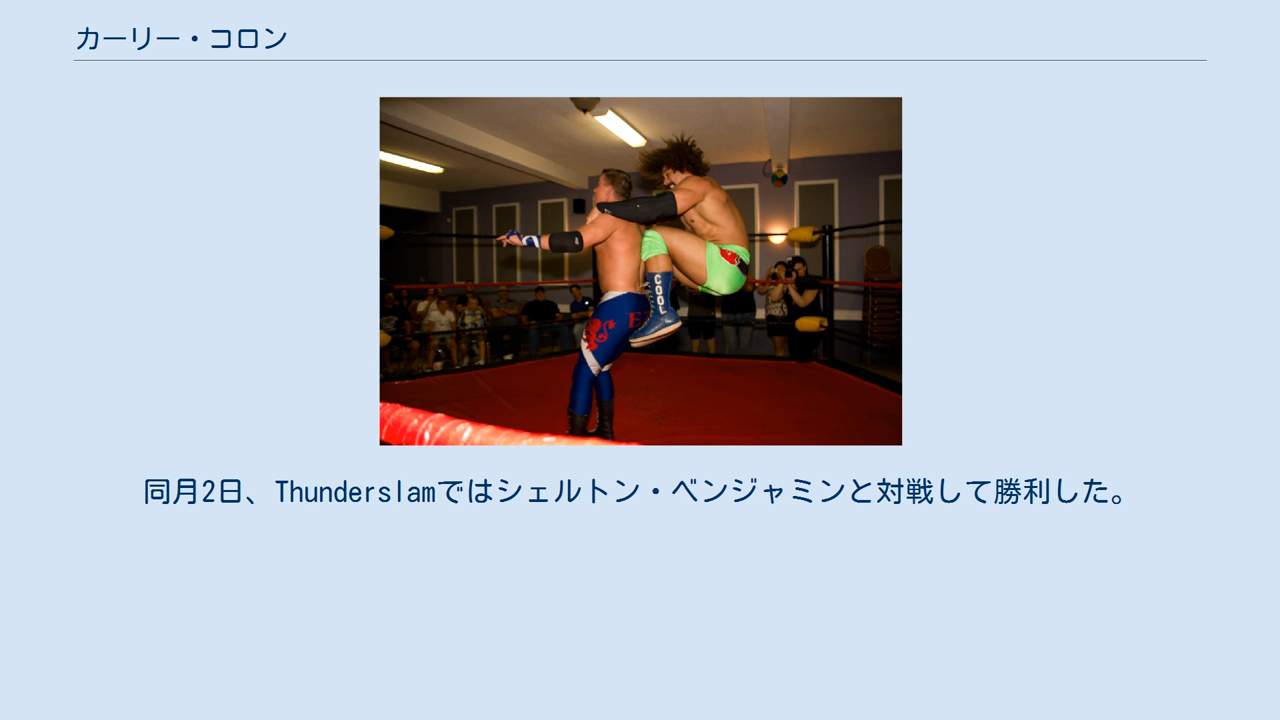 カーリー・コロン
COOL
同月2日、Thunderslamではシェルトン・ベンジャミンと対戦して勝利した。